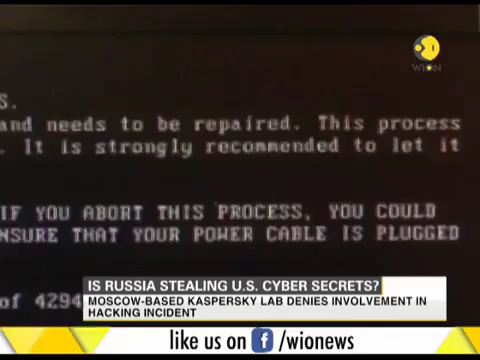 WION
S.
and needs to be repaired. This process
. It is strongly recommended to let it
IF YOU ABORT THIS PROCESS, YOU COULD
NSURE THAT YOUR POWER CABLE IS PLUGGED
of 4294
IS RUSSIA STEALING U.S. CYBER SECRETS?
MOSCOW-BASED KASPERSKY LAB DENIES INVOLVEMENT IN
HACKING INCIDENT
like us on f /wionews